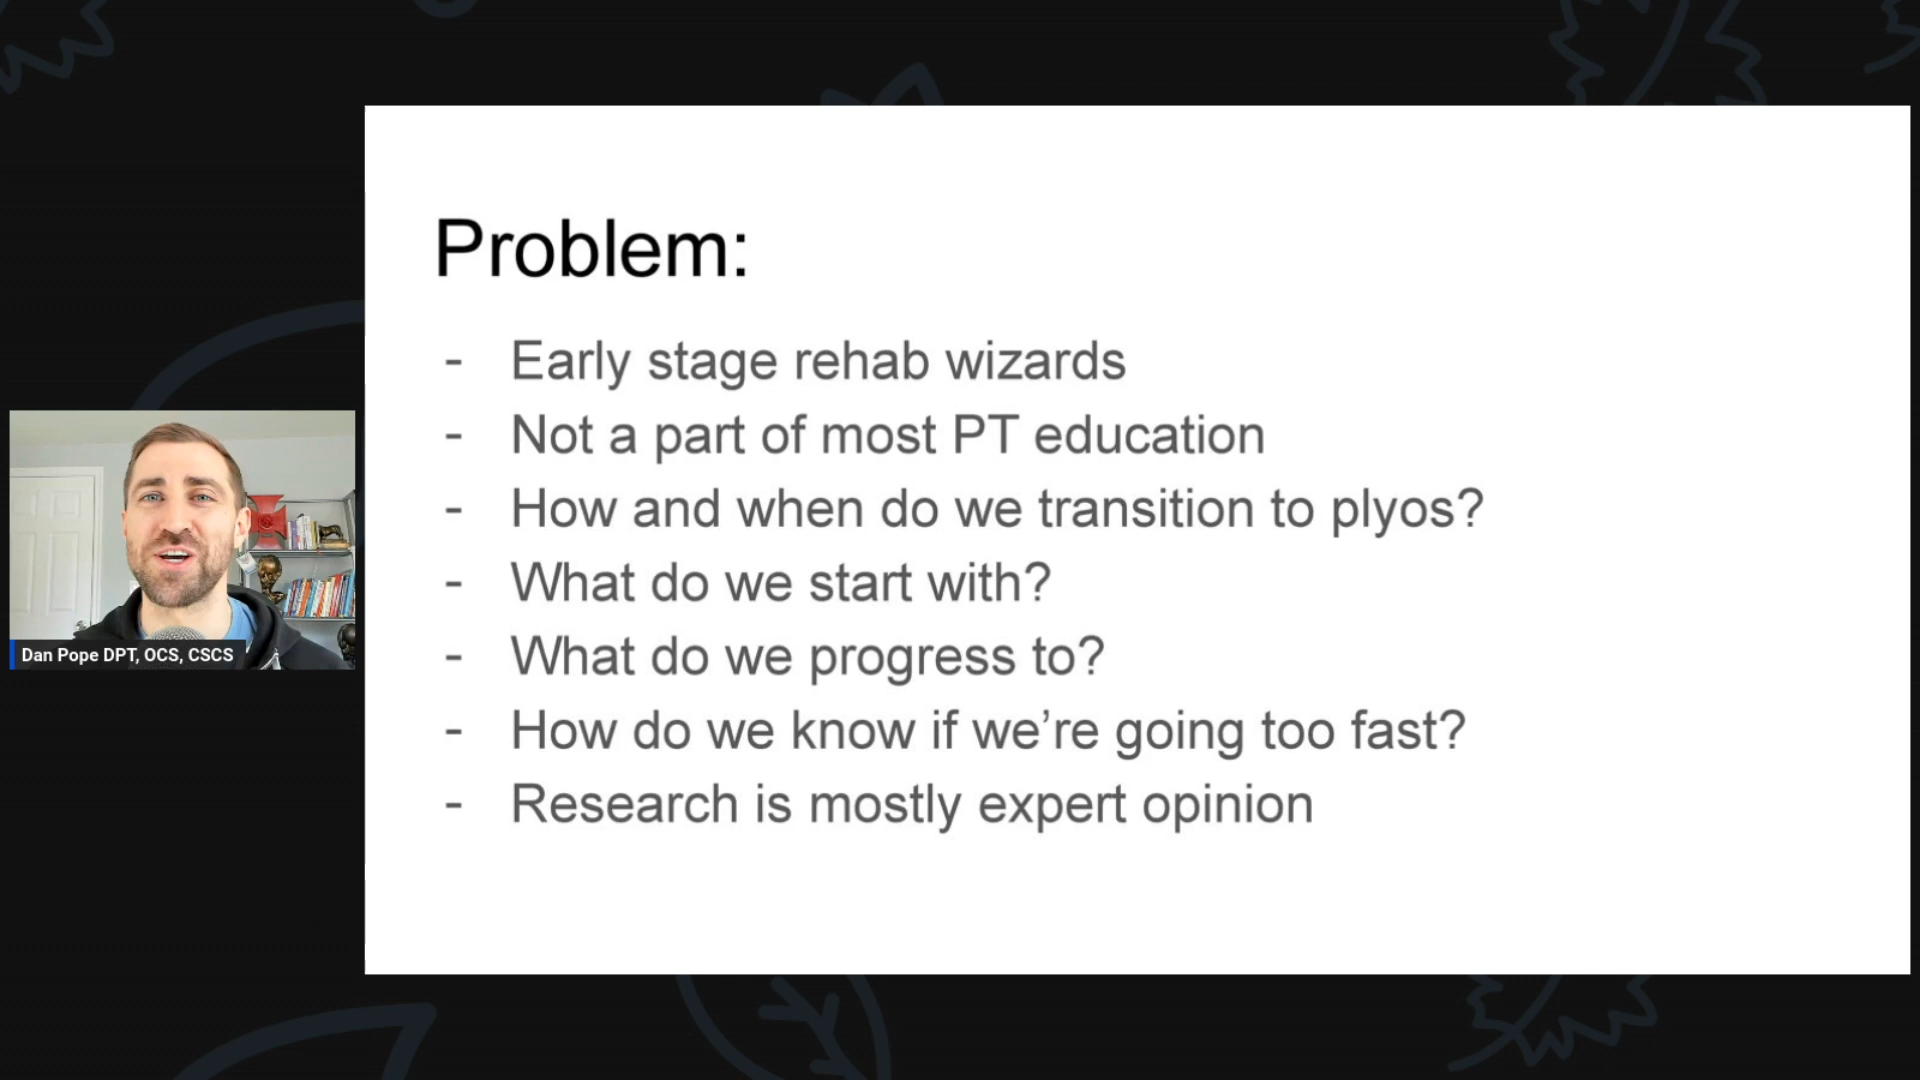 Problem:
- Early stage rehab wizards
- Not a part of most PT education
- How and when do we transition to plyos?
- What do we start with?
- What do we progress to?
- How do we know if we’re going too fast?
- Research is mostly expert opinion
Dan Pope DPT, OCS, CSCS